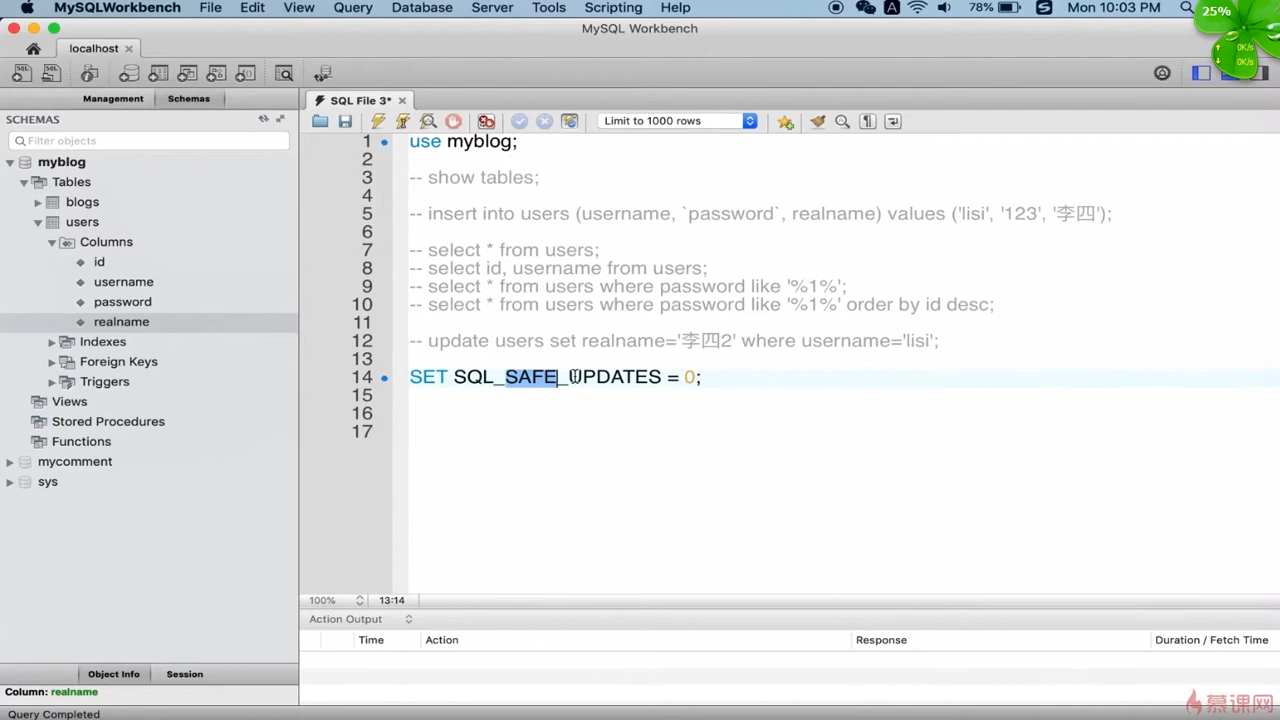 MySQLWorkbench File Edit View Query Database Server Tools Scripting Help 78% Mon 10:03 PM 25%
MySQL Workbench
0K/s
0K/s
localhost
Management Schemas
SQL File 3*
SCHEMAS
Filter objects
Limit to 1000 rows
myblog
Tables
blogs
users
Columns
id
username
password
realname
Indexes
Foreign Keys
Triggers
Views
Stored Procedures
Functions
mycomment
sys
1 use myblog;
2
3 -- show tables;
4
5 -- insert into users (username, `password`, realname) values ('lisi', '123', '李四');
6
7 -- select * from users;
8 -- select id, username from users;
9 -- select * from users where password like '%1%';
10 -- select * from users where password like '%1%' order by id desc;
11
12 -- update users set realname='李四2' where username='lisi';
13
14 SET SQL_SAFE_UPDATES = 0;
15
16
17
100% 13:14
Action Output
Time Action Response Duration / Fetch Time
Object Info Session
Column: realname
Query Completed
慕课网